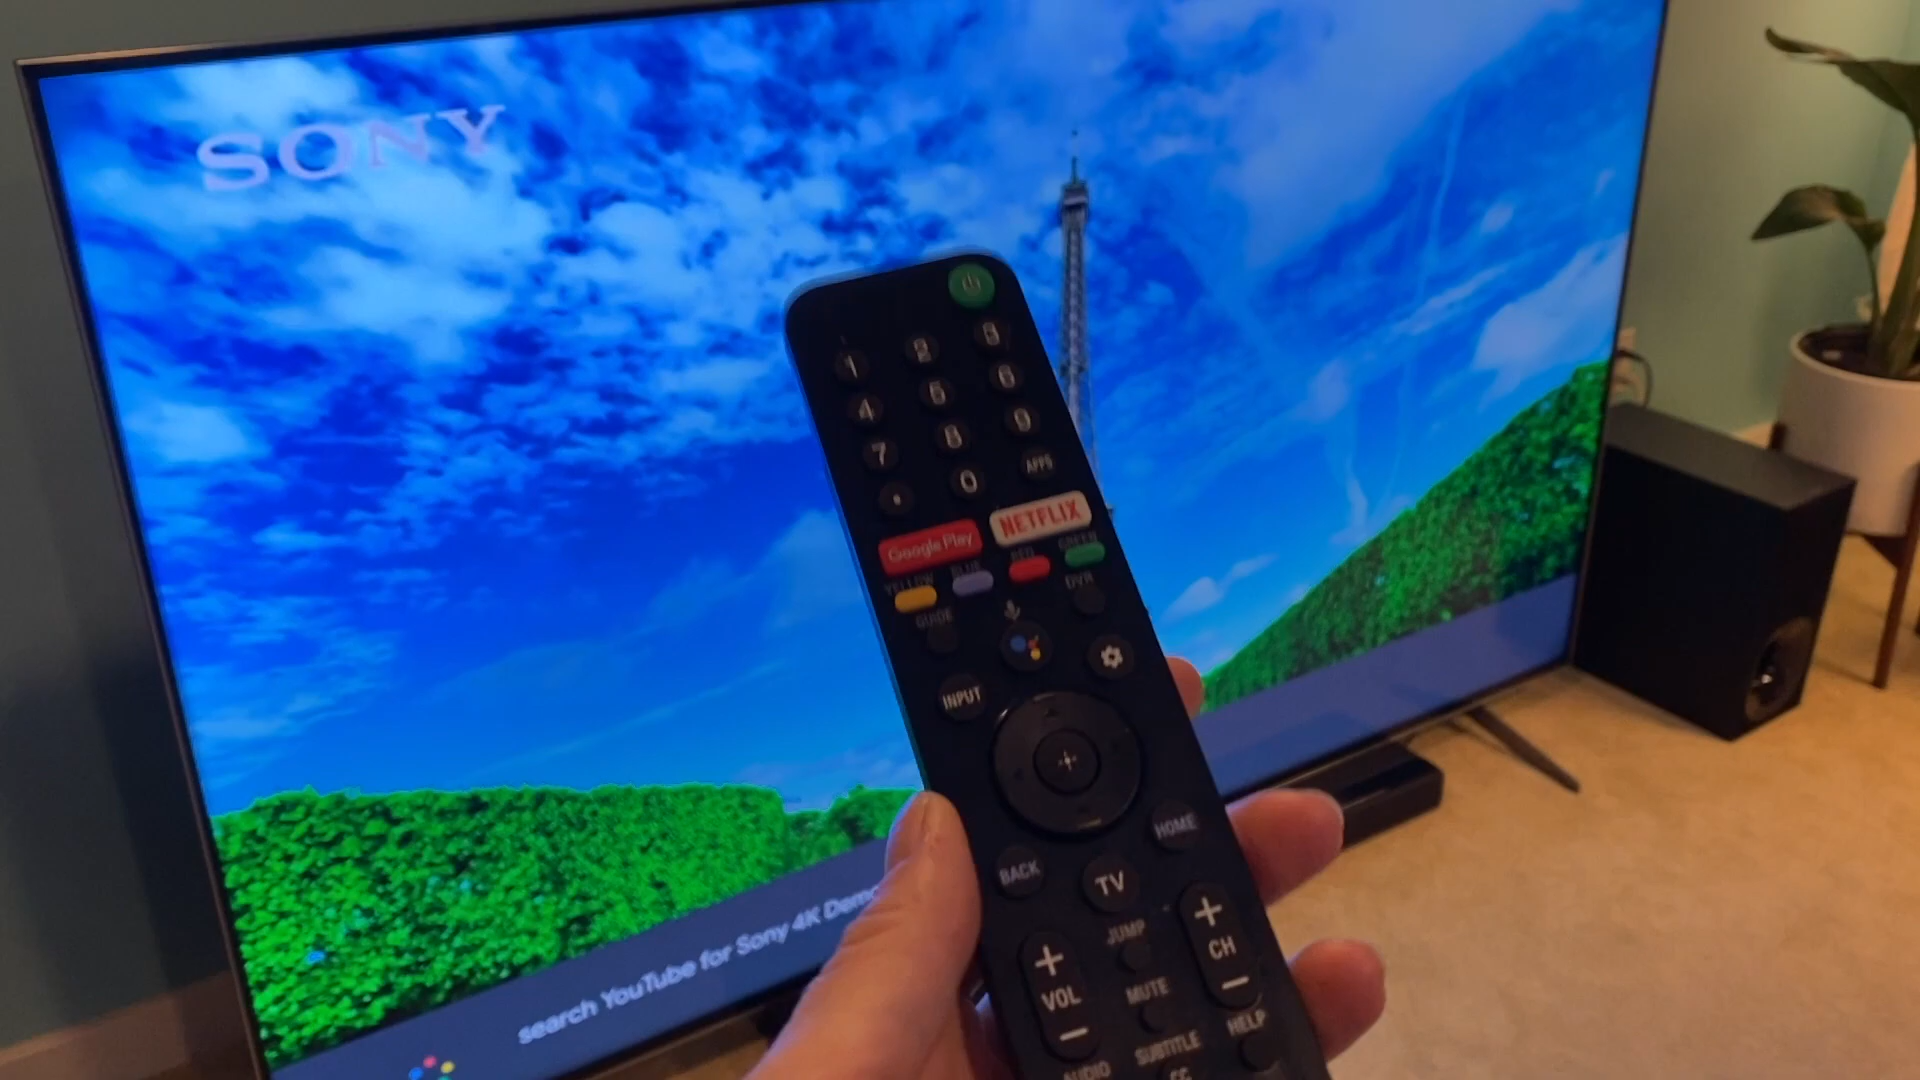 SONY
1 2 3
4 5 6
7 8 9
0 APPS
Google Play NETFLIX
YELLOW BLUE RED GREEN
GUIDE DVR
INPUT
BACK TV HOME
JUMP
+ VOL −
+ CH −
MUTE
AUDIO SUBTITLE HELP
CC
search YouTube for Sony 4K Demo